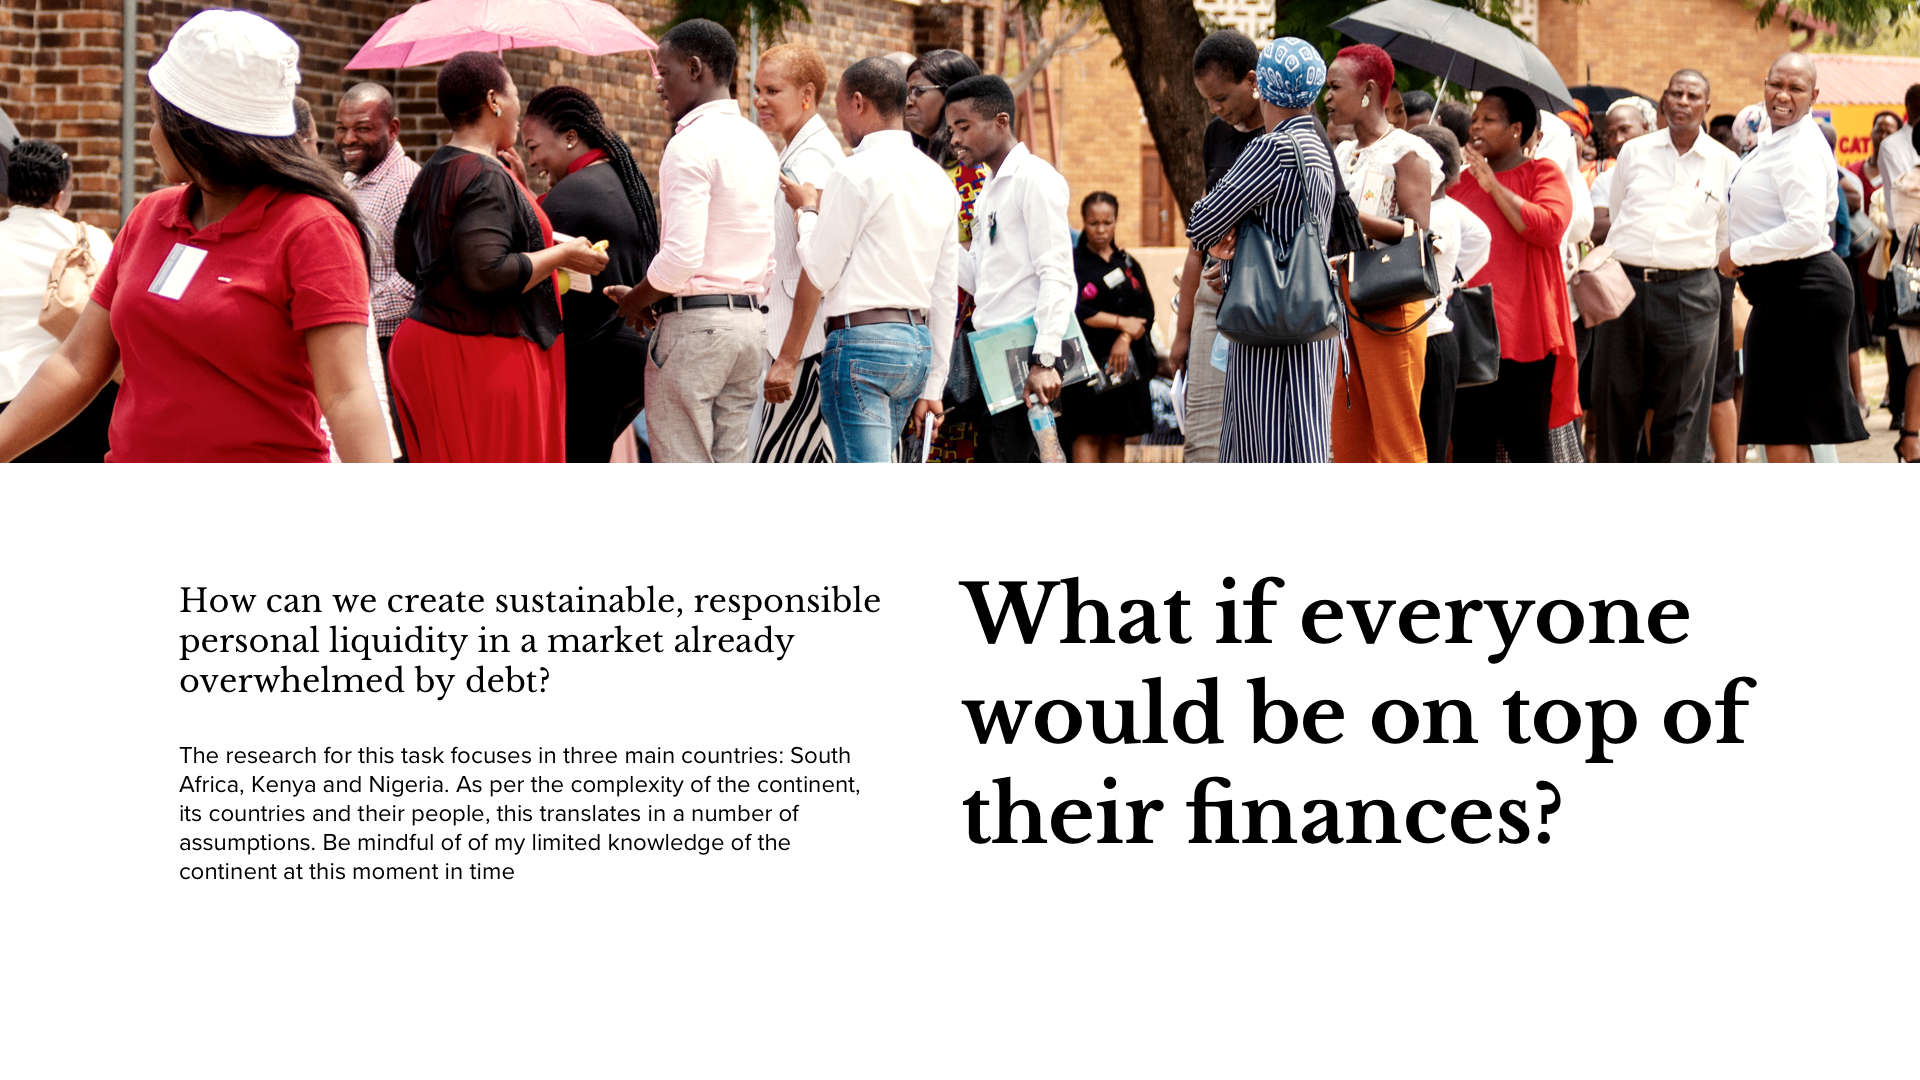 CAT
How can we create sustainable, responsible
personal liquidity in a market already
overwhelmed by debt?
The research for this task focuses in three main countries: South
Africa, Kenya and Nigeria. As per the complexity of the continent,
its countries and their people, this translates in a number of
assumptions. Be mindful of of my limited knowledge of the
continent at this moment in time
What if everyone
would be on top of
their finances?